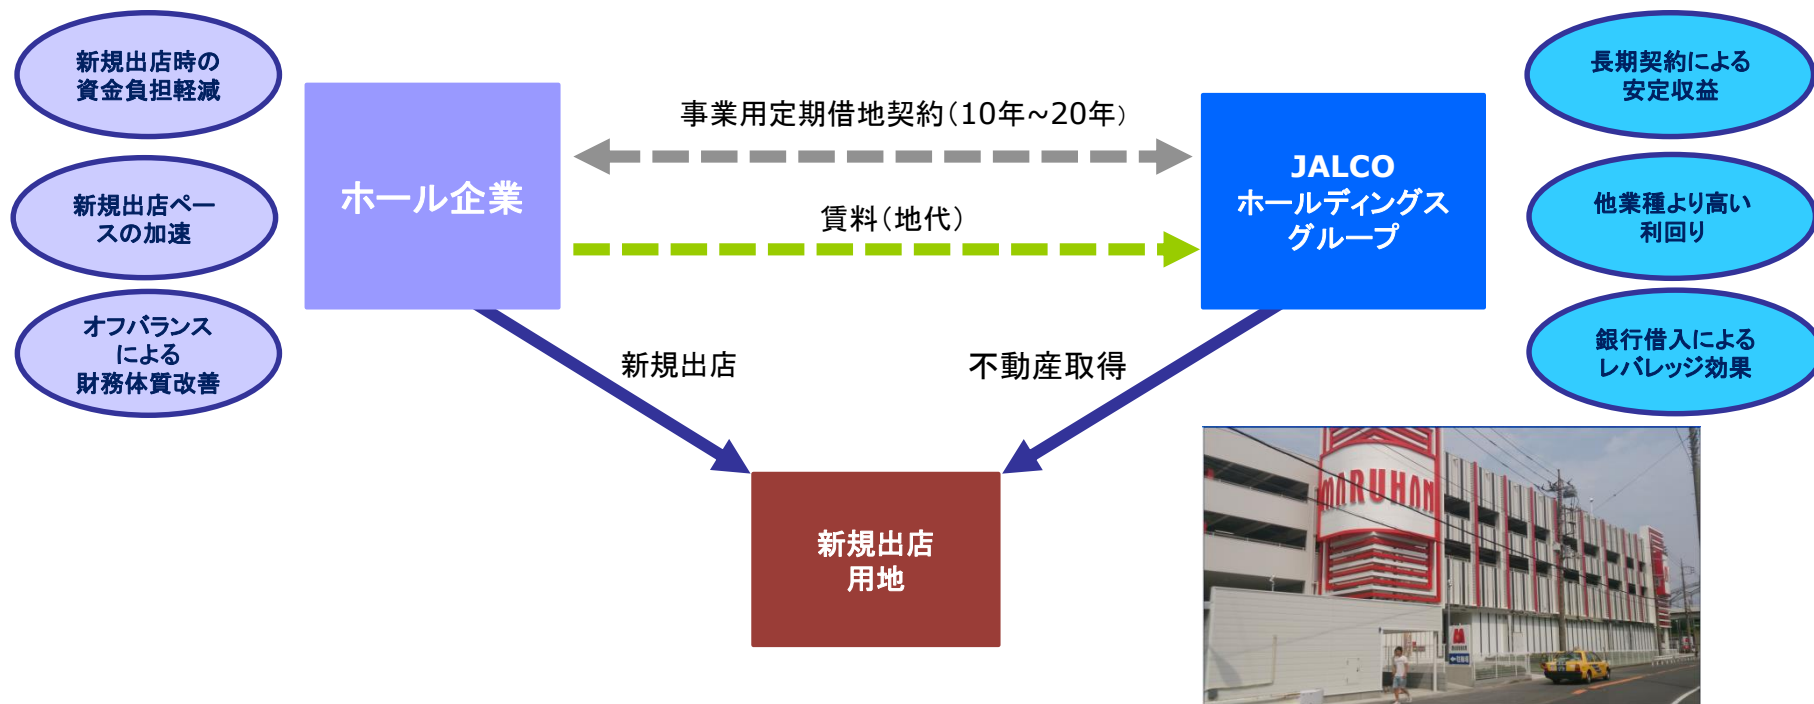 新規出店時の
資金負担軽減
新規出店ペー
スの加速
オフバランス
による
財務体質改善
ホール企業
事業用定期借地契約(10年~20年)
賃料(地代)
JALCO
ホールディングス
グループ
長期契約による
安定収益
他業種より高い
利回り
銀行借入による
レバレッジ効果
新規出店
不動産取得
新規出店
用地
MARUHAN